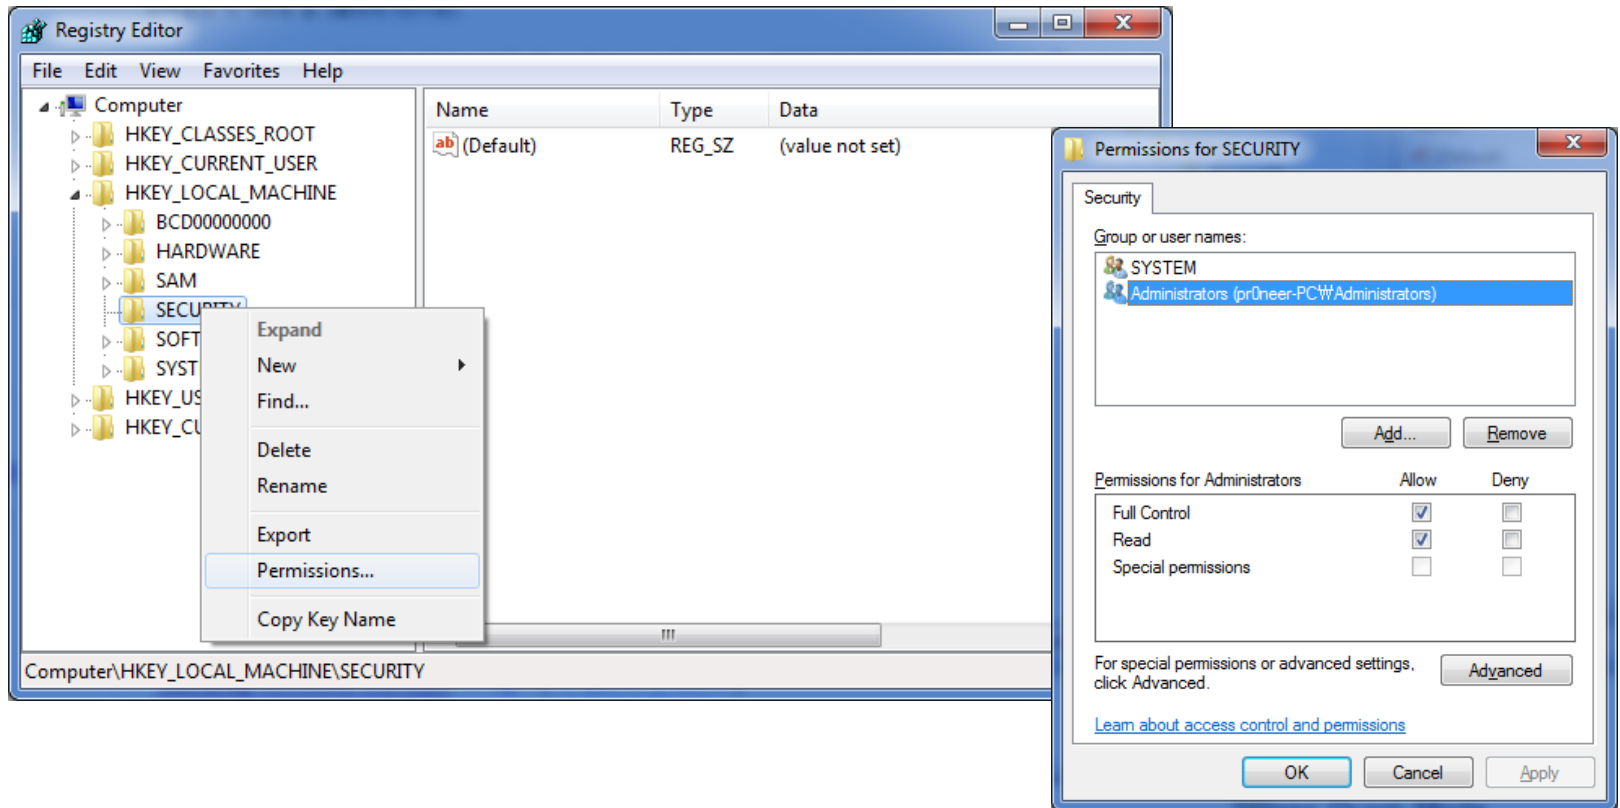 Registry Editor
File Edit View Favorites Help
Computer
HKEY_CLASSES_ROOT
HKEY_CURRENT_USER
HKEY_LOCAL_MACHINE
BCD00000000
HARDWARE
SAM
SECURITY
SOFT
SYST
HKEY_US
HKEY_CU
Name Type Data
ab (Default) REG_SZ (value not set)
Expand
New
Find...
Delete
Rename
Export
Permissions...
Copy Key Name
Computer\HKEY_LOCAL_MACHINE\SECURITY
Permissions for SECURITY
Security
Group or user names:
SYSTEM
Administrators (pr0neer-PC₩Administrators)
Add... Remove
Permissions for Administrators Allow Deny
Full Control
Read
Special permissions
For special permissions or advanced settings,
click Advanced.
Advanced
Learn about access control and permissions
OK Cancel Apply